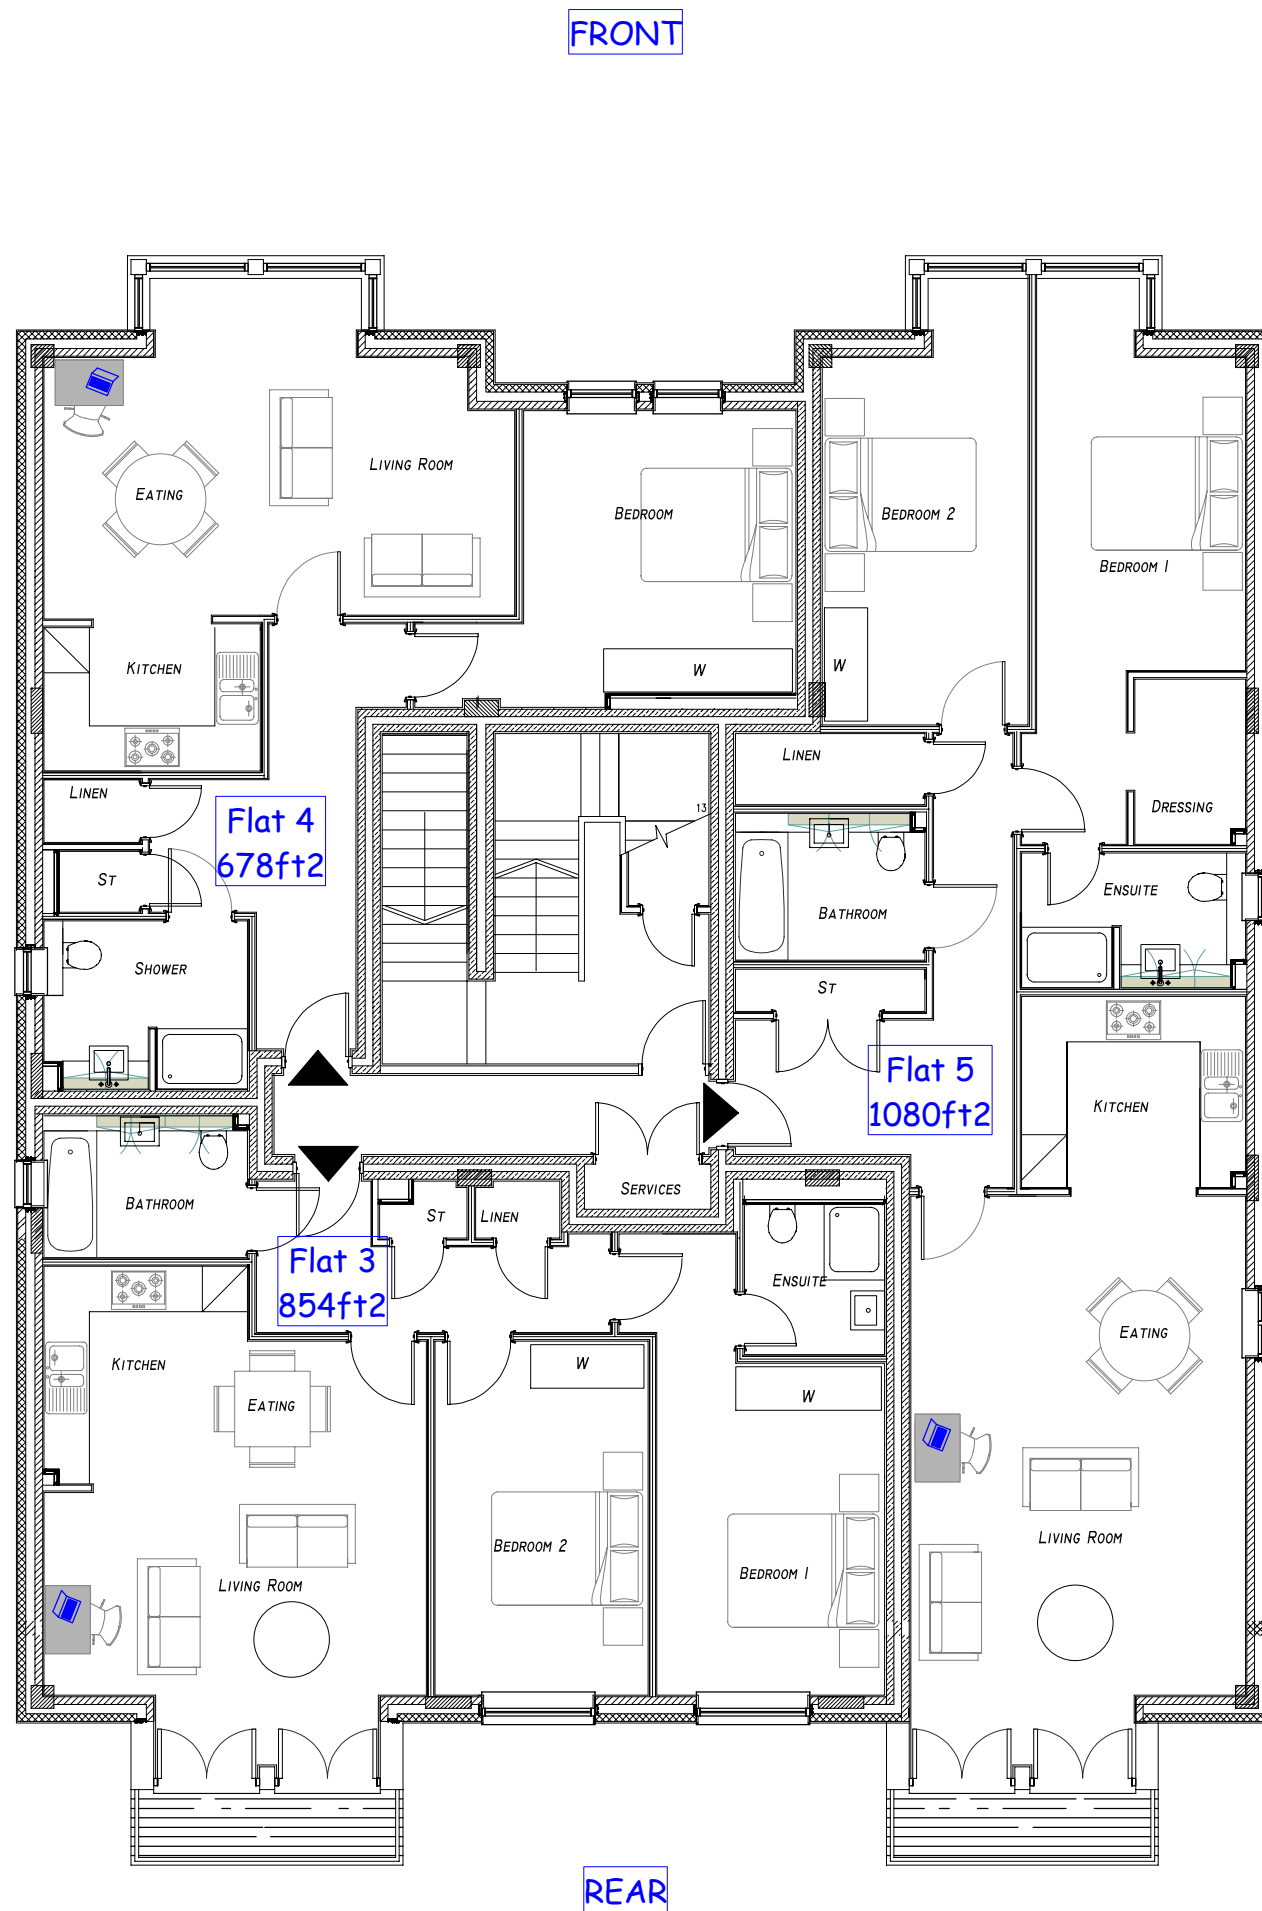 FRONT
LIVING ROOM
EATING
BEDROOM
BEDROOM 2
BEDROOM 1
KITCHEN
W
W
LINEN
LINEN
13
DRESSING
Flat 4
678ft2
ST
ENSUITE
BATHROOM
SHOWER
ST
Flat 5
1080ft2
KITCHEN
SERVICES
BATHROOM
ST
LINEN
Flat 3
854ft2
ENSUITE
EATING
KITCHEN
W
W
EATING
LIVING ROOM
BEDROOM 2
BEDROOM 1
LIVING ROOM
REAR